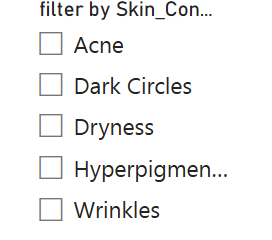 filter by Skin_Con...
Acne
Dark Circles
Dryness
Hyperpigmen...
Wrinkles